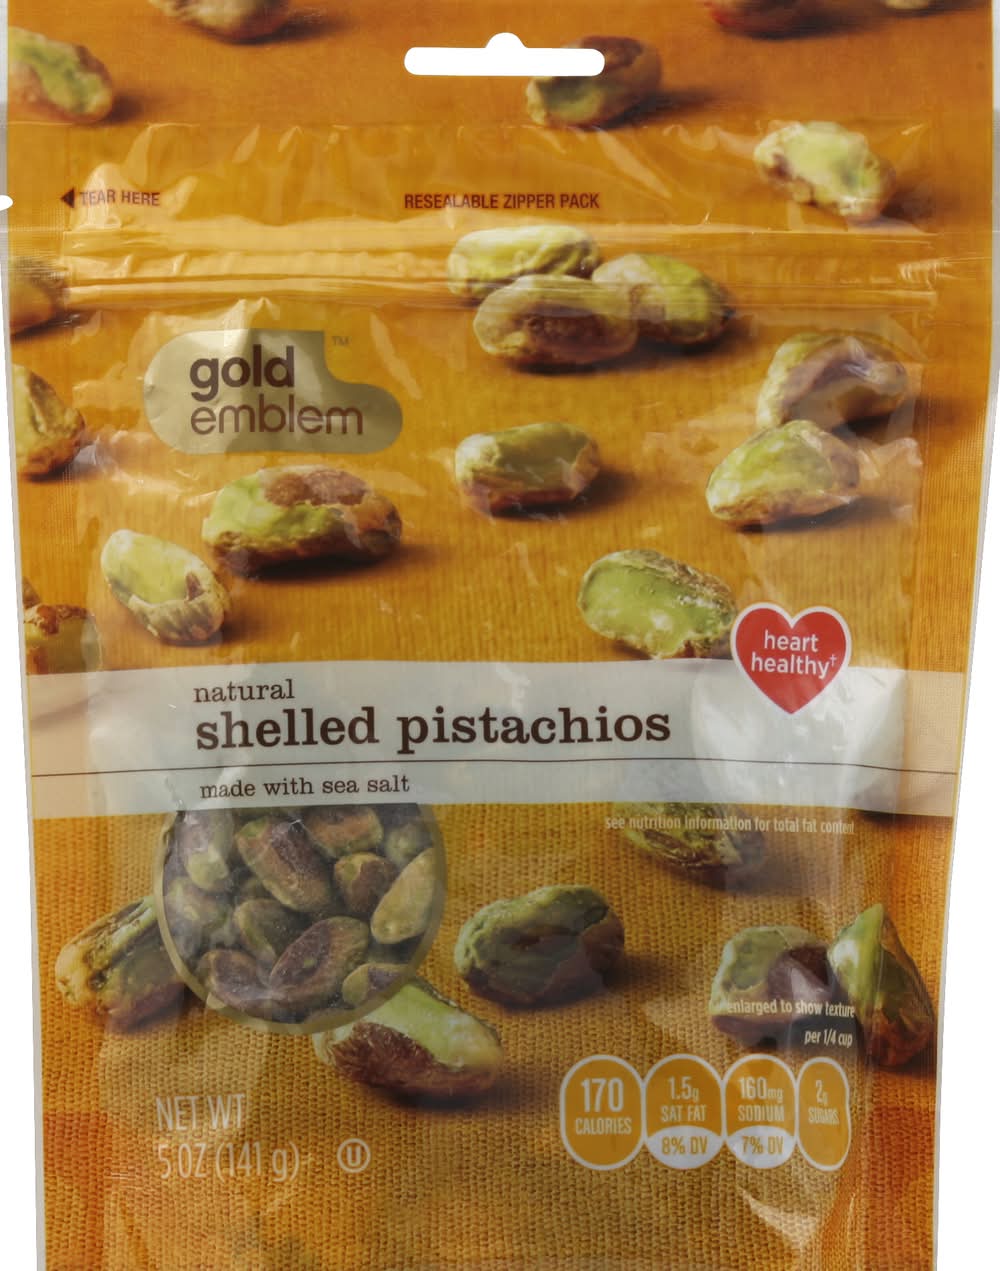 TEAR HERE
RESEALABLE ZIPPER PACK
gold™
emblem
heart
healthy†
natural
shelled pistachios
made with sea salt
see nutrition information for total fat content
enlarged to show texture
per 1/4 cup
170
CALORIES
1.5g
SAT FAT
8% DV
160mg
SODIUM
7% DV
2g
SUGARS
NET WT
5 OZ (141 g)
U